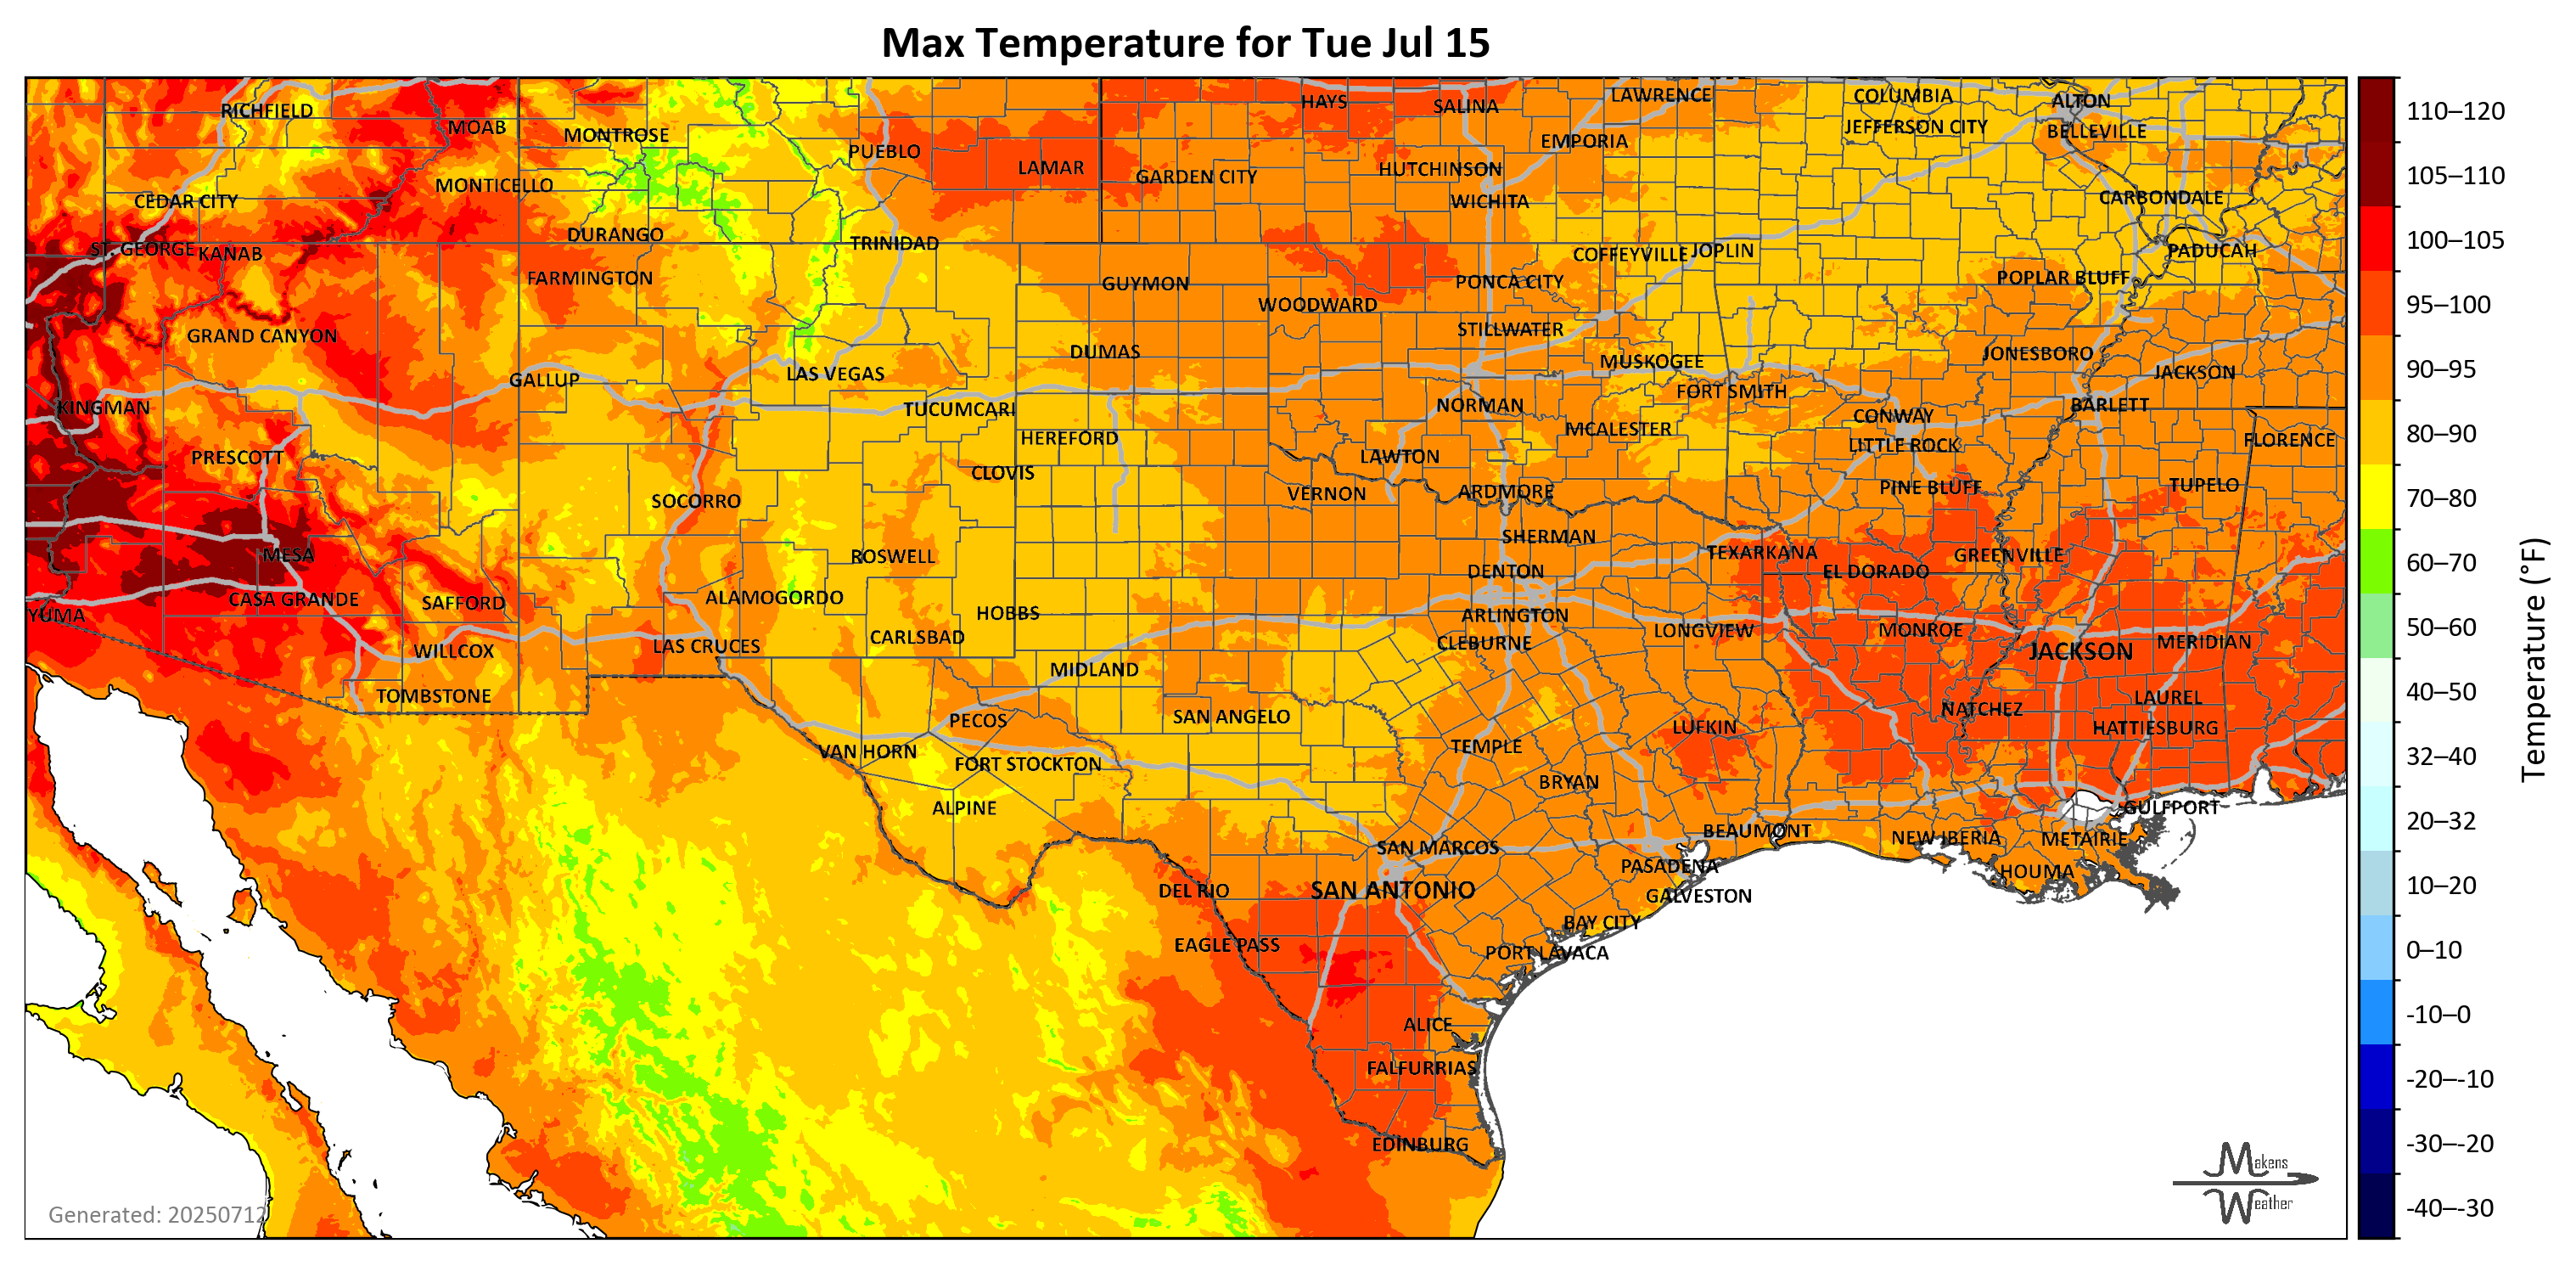 Max Temperature for Tue Jul 15
RICHFIELD
MOAB
MONTROSE
PUEBLO
LAMAR
HAYS
SALINA
LAWRENCE
COLUMBIA
ALTON
GARDEN CITY
HUTCHINSON
EMPORIA
JEFFERSON CITY
BELLEVILLE
CEDAR CITY
MONTICELLO
WICHITA
CARBONDALE
ST. GEORGE
KANAB
DURANGO
TRINIDAD
COFFEYVILLE
JOPLIN
PADUCAH
FARMINGTON
GUYMON
WOODWARD
PONCA CITY
POPLAR BLUFF
GRAND CANYON
DUMAS
STILLWATER
JONESBORO
GALLUP
LAS VEGAS
MUSKOGEE
FORT SMITH
JACKSON
KINGMAN
TUCUMCARI
NORMAN
CONWAY
BARLETT
PRESCOTT
HEREFORD
MCALESTER
LITTLE ROCK
FLORENCE
CLOVIS
LAWTON
SOCORRO
VERNON
ARDMORE
PINE BLUFF
TUPELO
MESA
ROSWELL
SHERMAN
TEXARKANA
GREENVILLE
DENTON
EL DORADO
YUMA
CASA GRANDE
SAFFORD
ALAMOGORDO
HOBBS
ARLINGTON
WILLCOX
LAS CRUCES
CARLSBAD
CLEBURNE
LONGVIEW
MONROE
JACKSON
MERIDIAN
TOMBSTONE
MIDLAND
PECOS
SAN ANGELO
LUFKIN
NATCHEZ
LAUREL
HATTIESBURG
VAN HORN
FORT STOCKTON
TEMPLE
BRYAN
ALPINE
GULFPORT
SAN MARCOS
BEAUMONT
NEW IBERIA
METAIRIE
DEL RIO
SAN ANTONIO
PASADENA
GALVESTON
HOUMA
EAGLE PASS
BAY CITY
PORT LAVACA
ALICE
FALFURRIAS
EDINBURG
Generated: 20250712
Makens
Weather
110–120
105–110
100–105
95–100
90–95
80–90
70–80
60–70
50–60
40–50
32–40
20–32
10–20
0–10
-10–0
-20–-10
-30–-20
-40–-30
Temperature (°F)